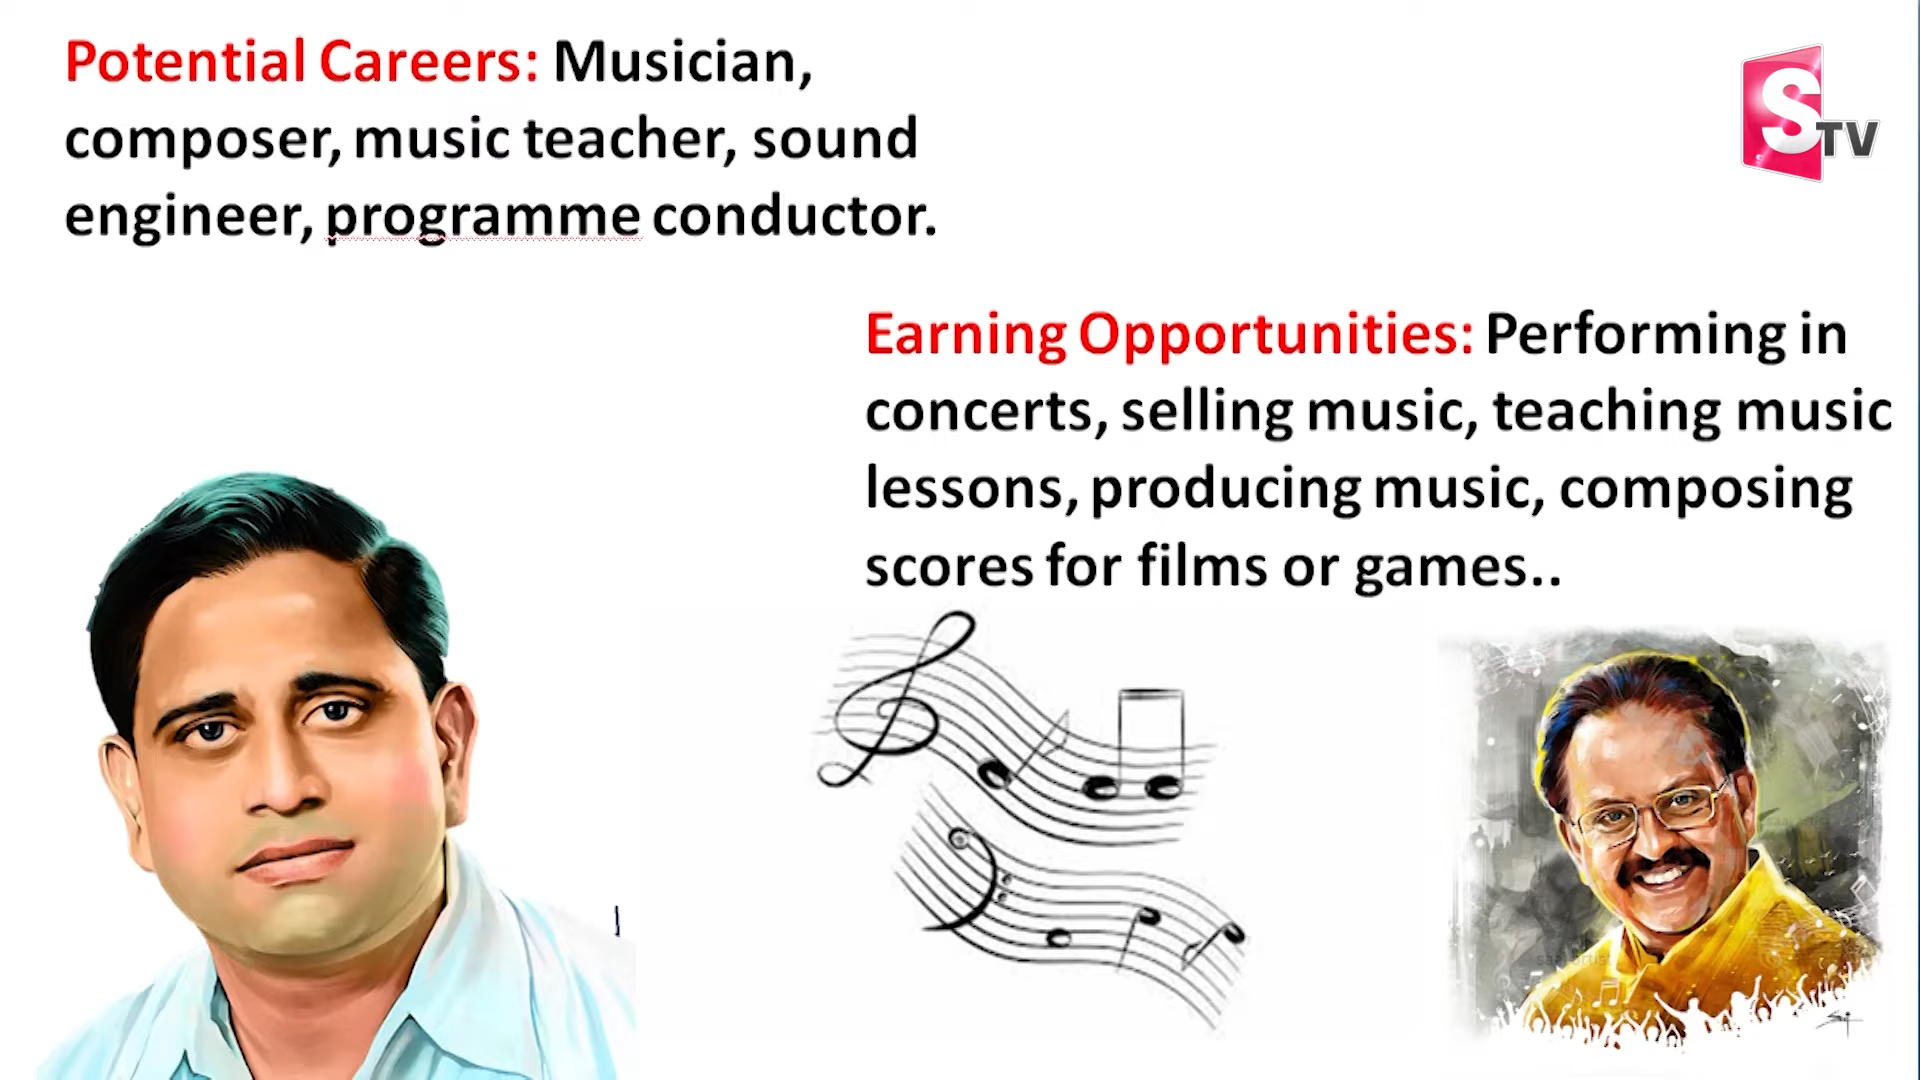 Potential Careers: Musician,
composer, music teacher, sound
engineer, programme conductor.
STV
Earning Opportunities: Performing in
concerts, selling music, teaching music
lessons, producing music, composing
scores for films or games..